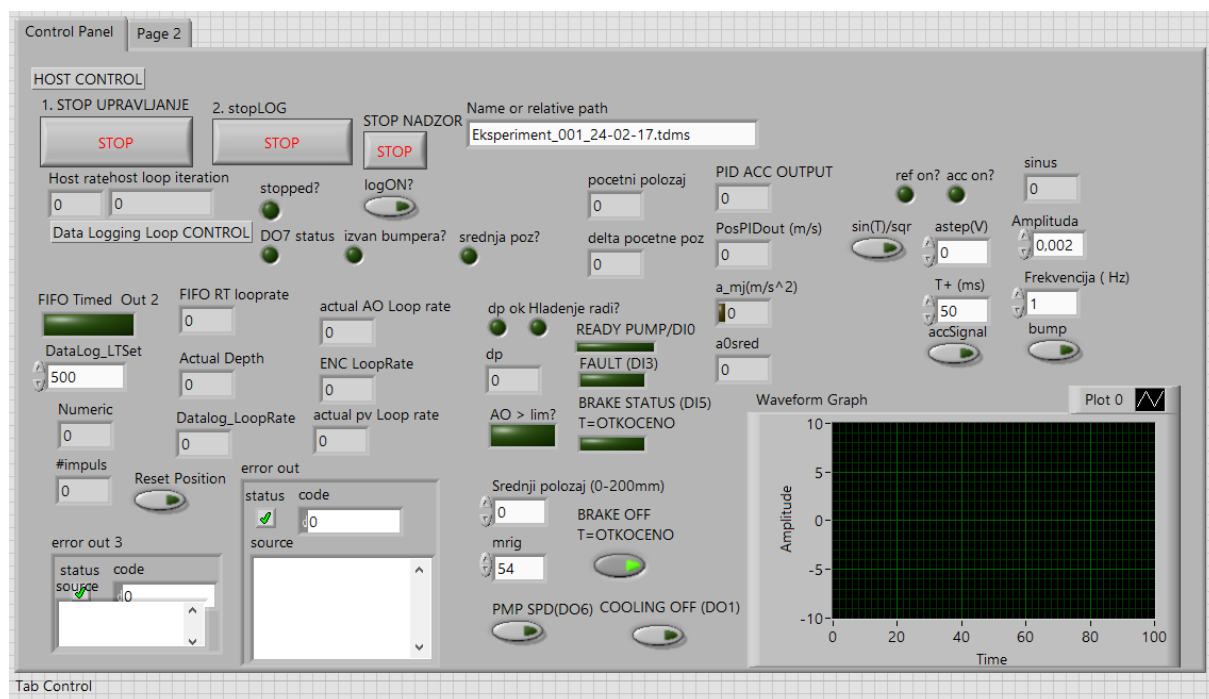 Control Panel
Page 2
HOST CONTROL
1. STOP UPRAVLJANJE
2. stopLOG
STOP NADZOR
Name or relative path
STOP
STOP
STOP
Eksperiment_001_24-02-17.tdms
Host rate
host loop iteration
stopped?
logON?
pocetni polozaj
PID ACC OUTPUT
ref on?
acc on?
sinus
0
0
0
0
0
Data Logging Loop CONTROL
DO7 status
izvan bumpera?
srednja poz?
delta pocetne poz
PosPIDout (m/s)
sin(T)/sqr
astep(V)
Amplituda
0
0
0
0,002
FIFO Timed Out 2
FIFO RT looprate
actual AO Loop rate
dp ok
Hladenje radi?
a_mj(m/s^2)
T+ (ms)
Frekvencija ( Hz)
0
0
READY PUMP/DI0
0
50
1
DataLog_LTSet
Actual Depth
ENC LoopRate
dp
FAULT (DI3)
a0sred
accSignal
bump
500
0
0
0
0
Numeric
Datalog_LoopRate
actual pv Loop rate
AO > lim?
BRAKE STATUS (DI5)
T=OTKOCENO
0
0
0
Waveform Graph
Plot 0
#impuls
Reset Position
0
error out
status
code
0
source
Srednji polozaj (0-200mm)
0
BRAKE OFF
T=OTKOCENO
mrig
54
error out 3
status
code
source
0
PMP SPD(DO6)
COOLING OFF (DO1)
Amplitude
10
5
0
-5
-10
0
20
40
60
80
100
Time
Tab Control